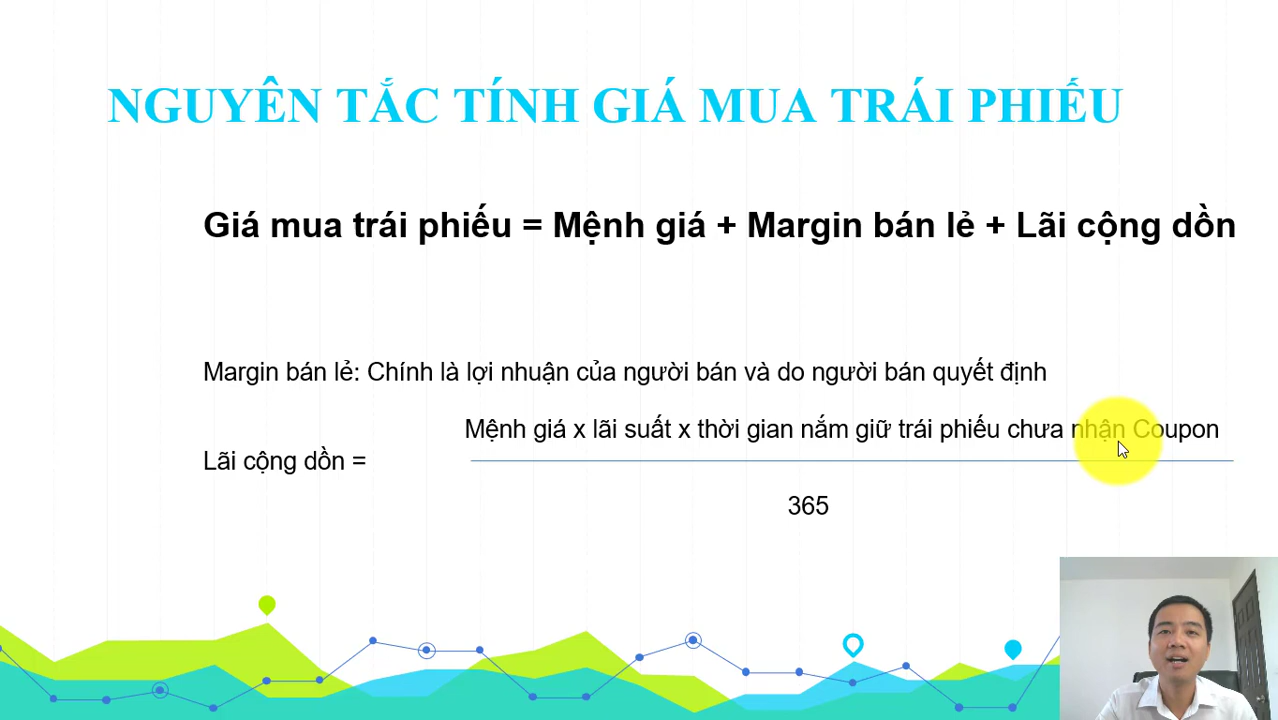 NGUYÊN TẮC TÍNH GIÁ MUA TRÁI PHIẾU
Giá mua trái phiếu = Mệnh giá + Margin bán lẻ + Lãi cộng dồn
Margin bán lẻ: Chính là lợi nhuận của người bán và do người bán quyết định
Mệnh giá x lãi suất x thời gian nắm giữ trái phiếu chưa nhận Coupon
Lãi cộng dồn =
365